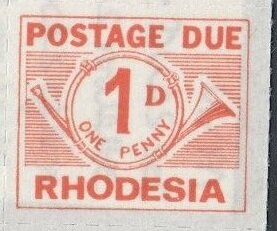 POSTAGE DUE
1D
ONE PENNY
RHODESIA